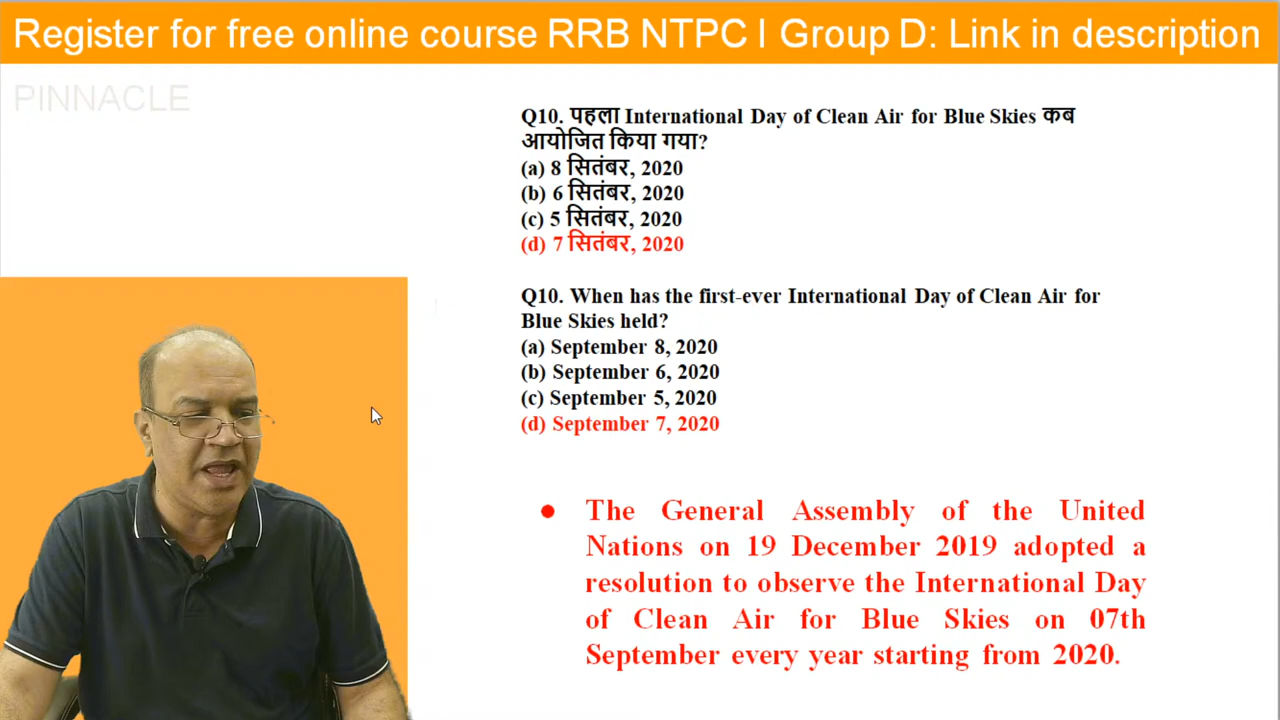 Register for free online course RRB NTPC I Group D: Link in description
PINNACLE
Q10. पहला International Day of Clean Air for Blue Skies कब
आयोजित किया गया?
(a) 8 सितंबर, 2020
(b) 6 सितंबर, 2020
(c) 5 सितंबर, 2020
(d) 7 सितंबर, 2020
Q10. When has the first-ever International Day of Clean Air for
Blue Skies held?
(a) September 8, 2020
(b) September 6, 2020
(c) September 5, 2020
(d) September 7, 2020
● The General Assembly of the United
Nations on 19 December 2019 adopted a
resolution to observe the International Day
of Clean Air for Blue Skies on 07th
September every year starting from 2020.